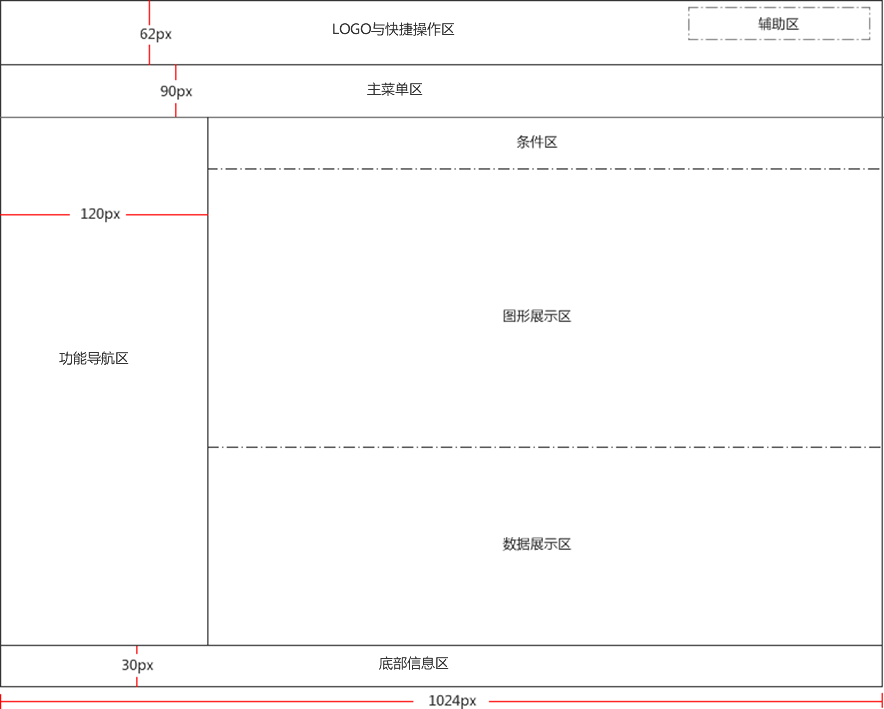 LOGO与快捷操作区
辅助区
62px
主菜单区
90px
条件区
120px
图形展示区
功能导航区
数据展示区
底部信息区
30px
1024px